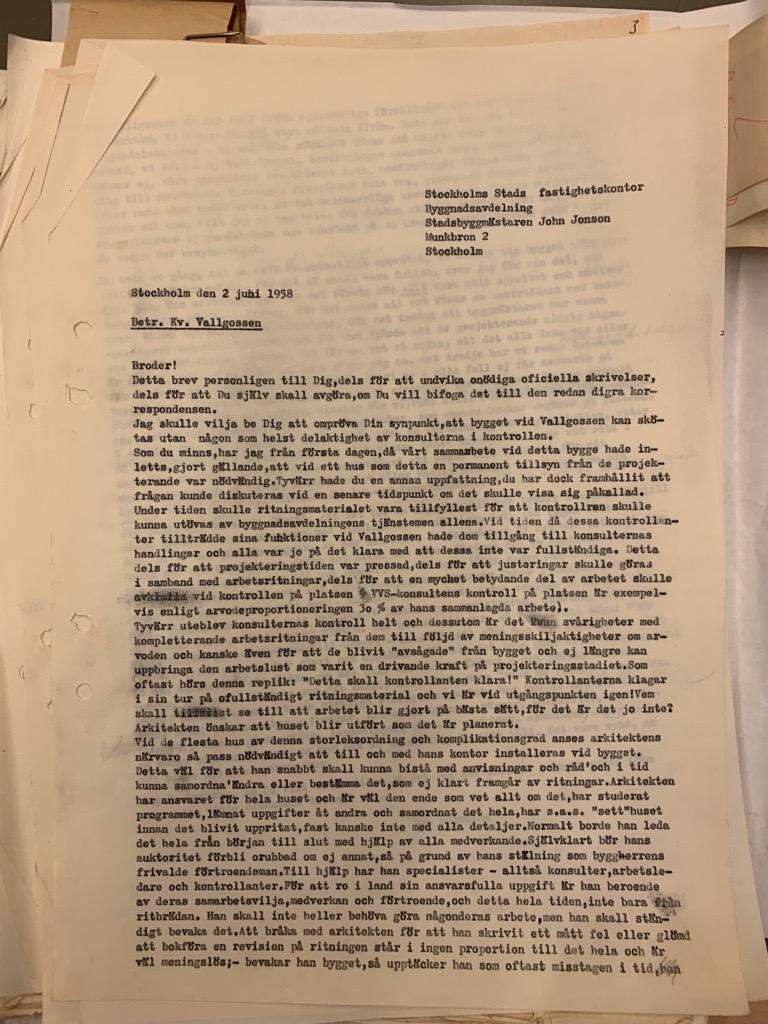 3
Stockholms Stads fastighetskontor
Byggnadsavdelning
Stadsbyggmästaren John Jonson
Munkbron 2
Stockholm
Stockholm den 2 juni 1958
Betr. Kv. Vallgossen
Broder!
Detta brev personligen till Dig,dels för att undvika onödiga officiella skrivelser,
dels för att Du själv skall avgöra,om Du vill bifoga det till den redan digra kor-
respondensen.
Jag skulle vilja be Dig att ompröva Din synpunkt,att bygget vid Vallgossen kan skö-
tas utan någon som helst delaktighet av konsulterna i kontrollen.
Som du minns,har jag från första dagen,då vårt sammarbete vid detta bygge hade in-
letts,gjort gällande,att vid ett hus som detta en permanent tillsyn från de projek-
terande var nödvändig.Tyvärr hade du en annan uppfattning,du har dock framhållit att
frågan kunde diskuteras vid en senare tidspunkt om det skulle visa sig påkallad.
Under tiden skulle ritningsmaterialet vara tillfyllest för att kontrollran skulle
kunna utövas av byggnadsavdelningens tjänstemen allena.Vid tiden då dessa kontrollan-
ter tillträdde sina funktioner vid Vallgossen hade dom tillgång till konsulternas
handlingar och alla var jo på det klara med att dessa inte var fullständiga. Detta
dels för att projekteringstiden var pressad,dels för att justeringar skulle göras
i samband med arbetsritningar,dels för att en mycket betydande del av arbetet skulle
vid kontrollen på platsen VVS-konsultens kontroll på platsen är exempel-
vis enligt arvodeproportioneringen 3o % av hans sammanlagda arbete).
Tyvärr uteblev konsulternas kontroll helt och dessutom är det även svårigheter med
kompletterande arbetsritningar från dem till följd av meningsskiljaktigheter om ar-
voden och kanske även för att de blivit "avsågade" från bygget och ej längre kan
uppbringa den arbetslust som varit en drivande kraft på projekteringsstadiet.Som
oftast hörs denna replik: "Detta skall kontrollanten klara!" Kontrollanterna klagar
i sin tur på ofullständigt ritningsmaterial och vi är vid utgångspunkten igen!Vem
skall se till att arbetet blir gjort på bästa sätt,för det är det jo inte?
Arkitekten önskar att huset blir utfört som det är planerat.
Vid de flesta hus av denna storleksordning och komplikationsgrad anses arkitektens
närvaro så pass nödvändigt att till och med hans kontor installeras vid bygget.
Detta väl för att han snabbt skall kunna bistå med anvisningar och råd'och i tid
kunna samordna'ändra eller bestämma det,som ej klart framgår av ritningar.Arkitekten
har ansvaret för hela huset och är väl den ende som vet allt om det,har studerat
programmet,lämnat uppgifter åt andra och samordnat det hela,har s.a.s. "sett"huset
innan det blivit uppritat,fast kanske inte med alla detaljer.Normalt borde han leda
det hela från början till slut med hjälp av alla medverkande.Självklart bör hans
auktoritet förbli orubbad om ej annat,så på grund av hans stälning som byggherrens
frivalde förtroendeman.Till hjälp har han specialister - alltså konsulter,arbetsle-
dare och kontrollanter.För att ro i land sin ansvarsfulla uppgift är han beroende
av deras samarbetsvilja,medverkan och förtroende,och detta hela tiden,inte bara från
ritbrädan. Han skall inte heller behöva göra någonderas arbete,men han skall stän-
digt bevaka det.Att bråka med arkitekten för att han skrivit ett mått fel eller glömd
att bokföra en revision på ritningen står i ingen proportion till det hela och är
väl meningslös;- bevakar han bygget,så upptäcker han som oftast misstagen i tid,han